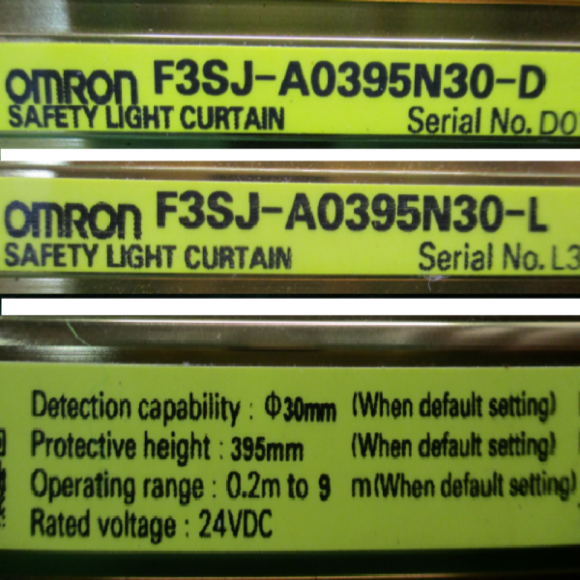 OMRON F3SJ-A0395N30-D
SAFETY LIGHT CURTAIN Serial No. D0
OMRON F3SJ-A0395N30-L
SAFETY LIGHT CURTAIN Serial No. L3
Detection capability : Φ30mm (When default setting)
Protective height : 395mm (When default setting)
Operating range : 0.2m to 9 m(When default setting)
Rated voltage : 24VDC